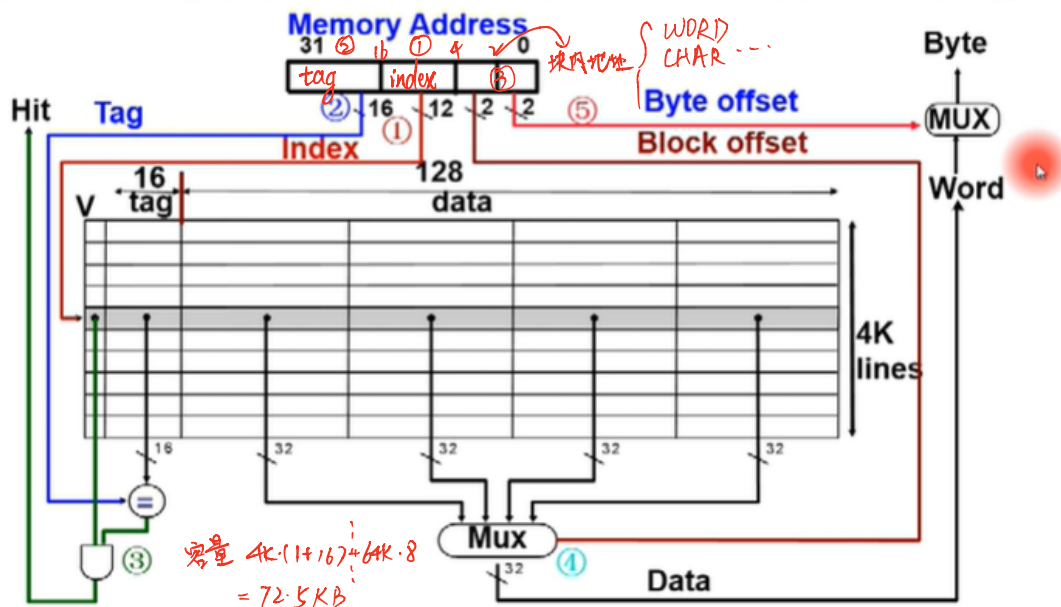 Memory Address
31 ⑤ 16 ① 4 2 0
tag index ③
块内地址
WORD
CHAR ...
Byte
Hit
Tag
② 16 ① 12 2 2 ⑤
Byte offset
MUX
Index
Block offset
16 128
Word
V tag data
4K
lines
16 32 32 32 32
=
③
Mux
④
容量 4K·(1+16)+64K·8
= 72.5KB
32
Data